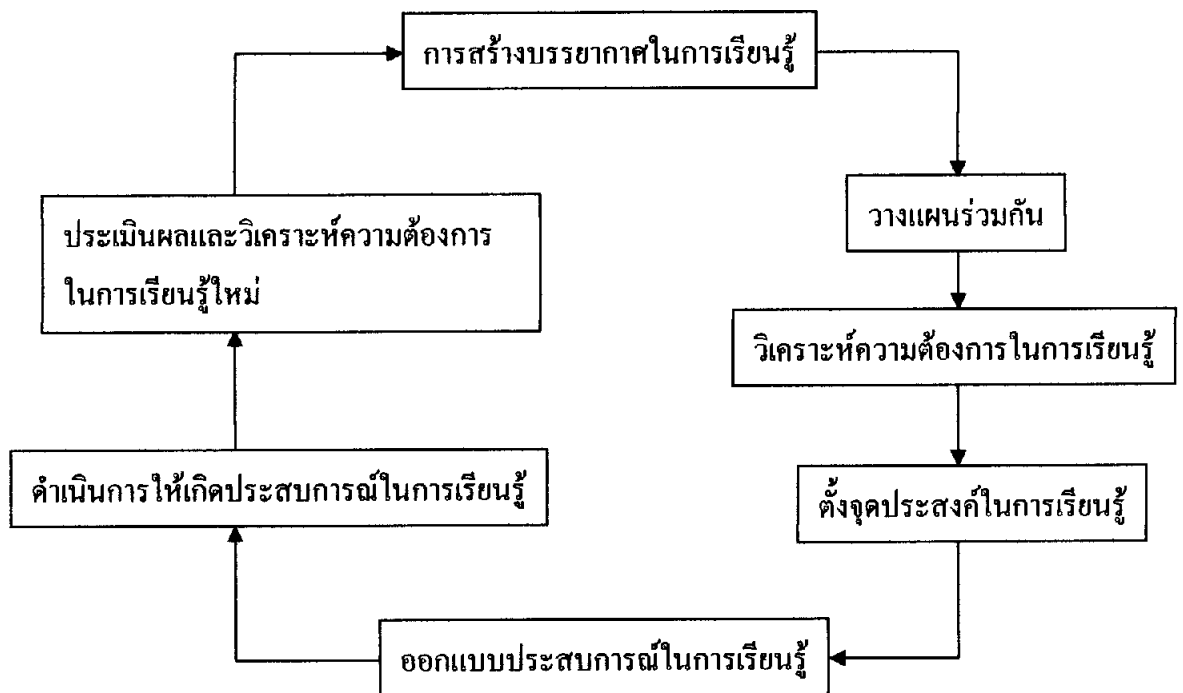 การสร้างบรรยากาศในการเรียนรู้
วางแผนร่วมกัน
วิเคราะห์ความต้องการในการเรียนรู้
ตั้งจุดประสงค์ในการเรียนรู้
ออกแบบประสบการณ์ในการเรียนรู้
ดำเนินการให้เกิดประสบการณ์ในการเรียนรู้
ประเมินผลและวิเคราะห์ความต้องการ
ในการเรียนรู้ใหม่